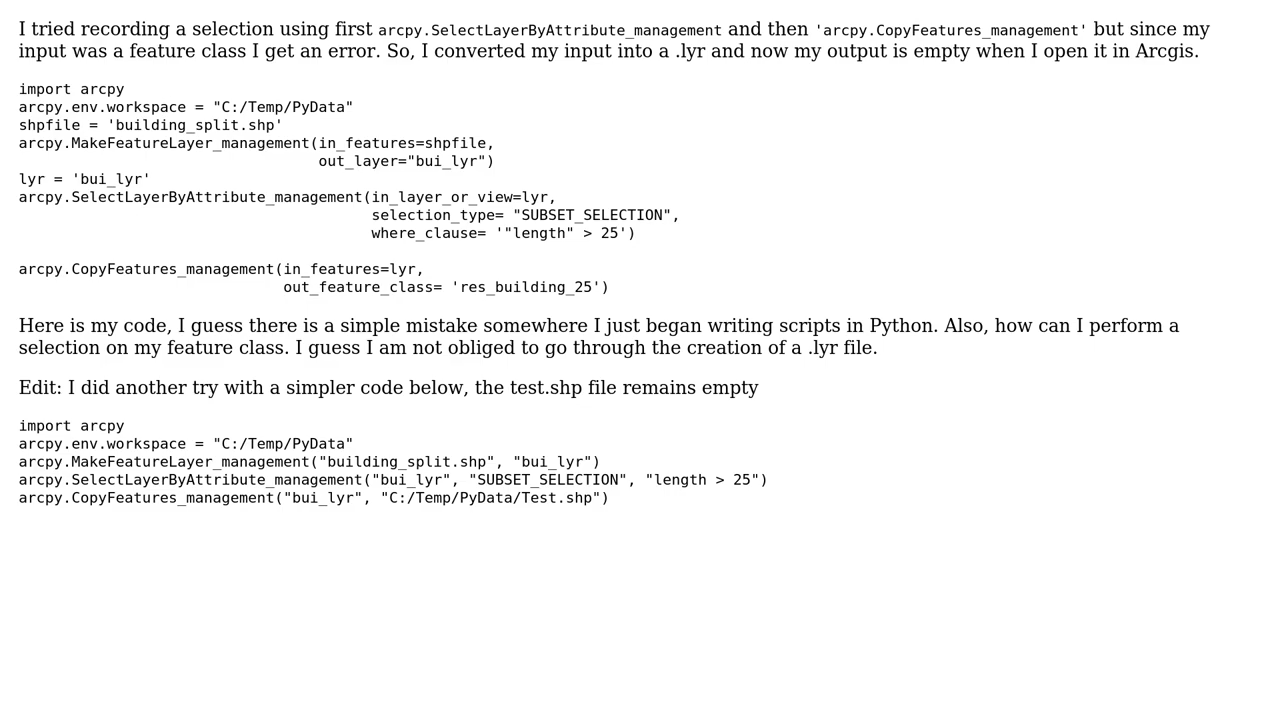 I tried recording a selection using first arcpy.SelectLayerByAttribute_management and then 'arcpy.CopyFeatures_management' but since my
input was a feature class I get an error. So, I converted my input into a .lyr and now my output is empty when I open it in Arcgis.
import arcpy
arcpy.env.workspace = "C:/Temp/PyData"
shpfile = 'building_split.shp'
arcpy.MakeFeatureLayer_management(in_features=shpfile,
                                  out_layer="bui_lyr")
lyr = 'bui_lyr'
arcpy.SelectLayerByAttribute_management(in_layer_or_view=lyr,
                                        selection_type= "SUBSET_SELECTION",
                                        where_clause= '"length" > 25')
arcpy.CopyFeatures_management(in_features=lyr,
                              out_feature_class= 'res_building_25')
Here is my code, I guess there is a simple mistake somewhere I just began writing scripts in Python. Also, how can I perform a
selection on my feature class. I guess I am not obliged to go through the creation of a .lyr file.
Edit: I did another try with a simpler code below, the test.shp file remains empty
import arcpy
arcpy.env.workspace = "C:/Temp/PyData"
arcpy.MakeFeatureLayer_management("building_split.shp", "bui_lyr")
arcpy.SelectLayerByAttribute_management("bui_lyr", "SUBSET_SELECTION", "length > 25")
arcpy.CopyFeatures_management("bui_lyr", "C:/Temp/PyData/Test.shp")